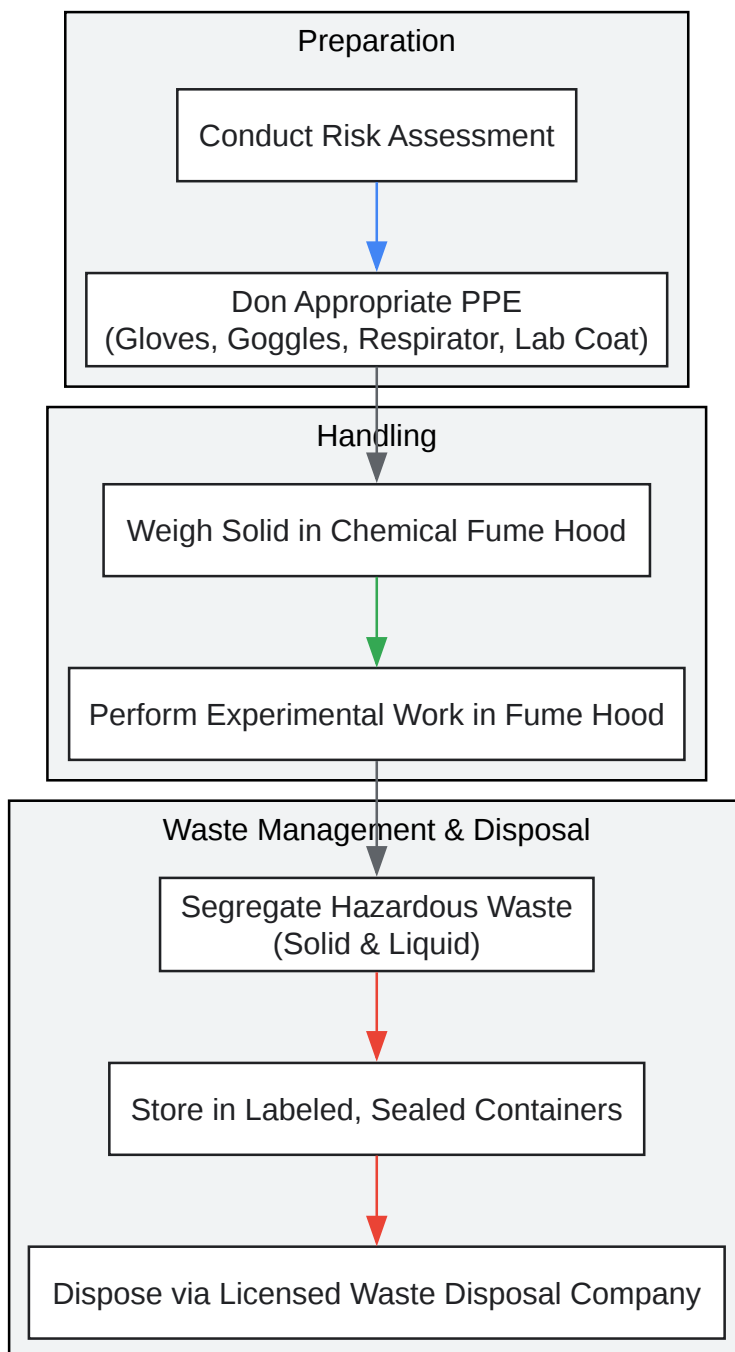 Preparation
Conduct Risk Assessment
Don Appropriate PPE
(Gloves, Goggles, Respirator, Lab Coat)
Handling
Weigh Solid in Chemical Fume Hood
Perform Experimental Work in Fume Hood
Waste Management & Disposal
Segregate Hazardous Waste
(Solid & Liquid)
Store in Labeled, Sealed Containers
Dispose via Licensed Waste Disposal Company